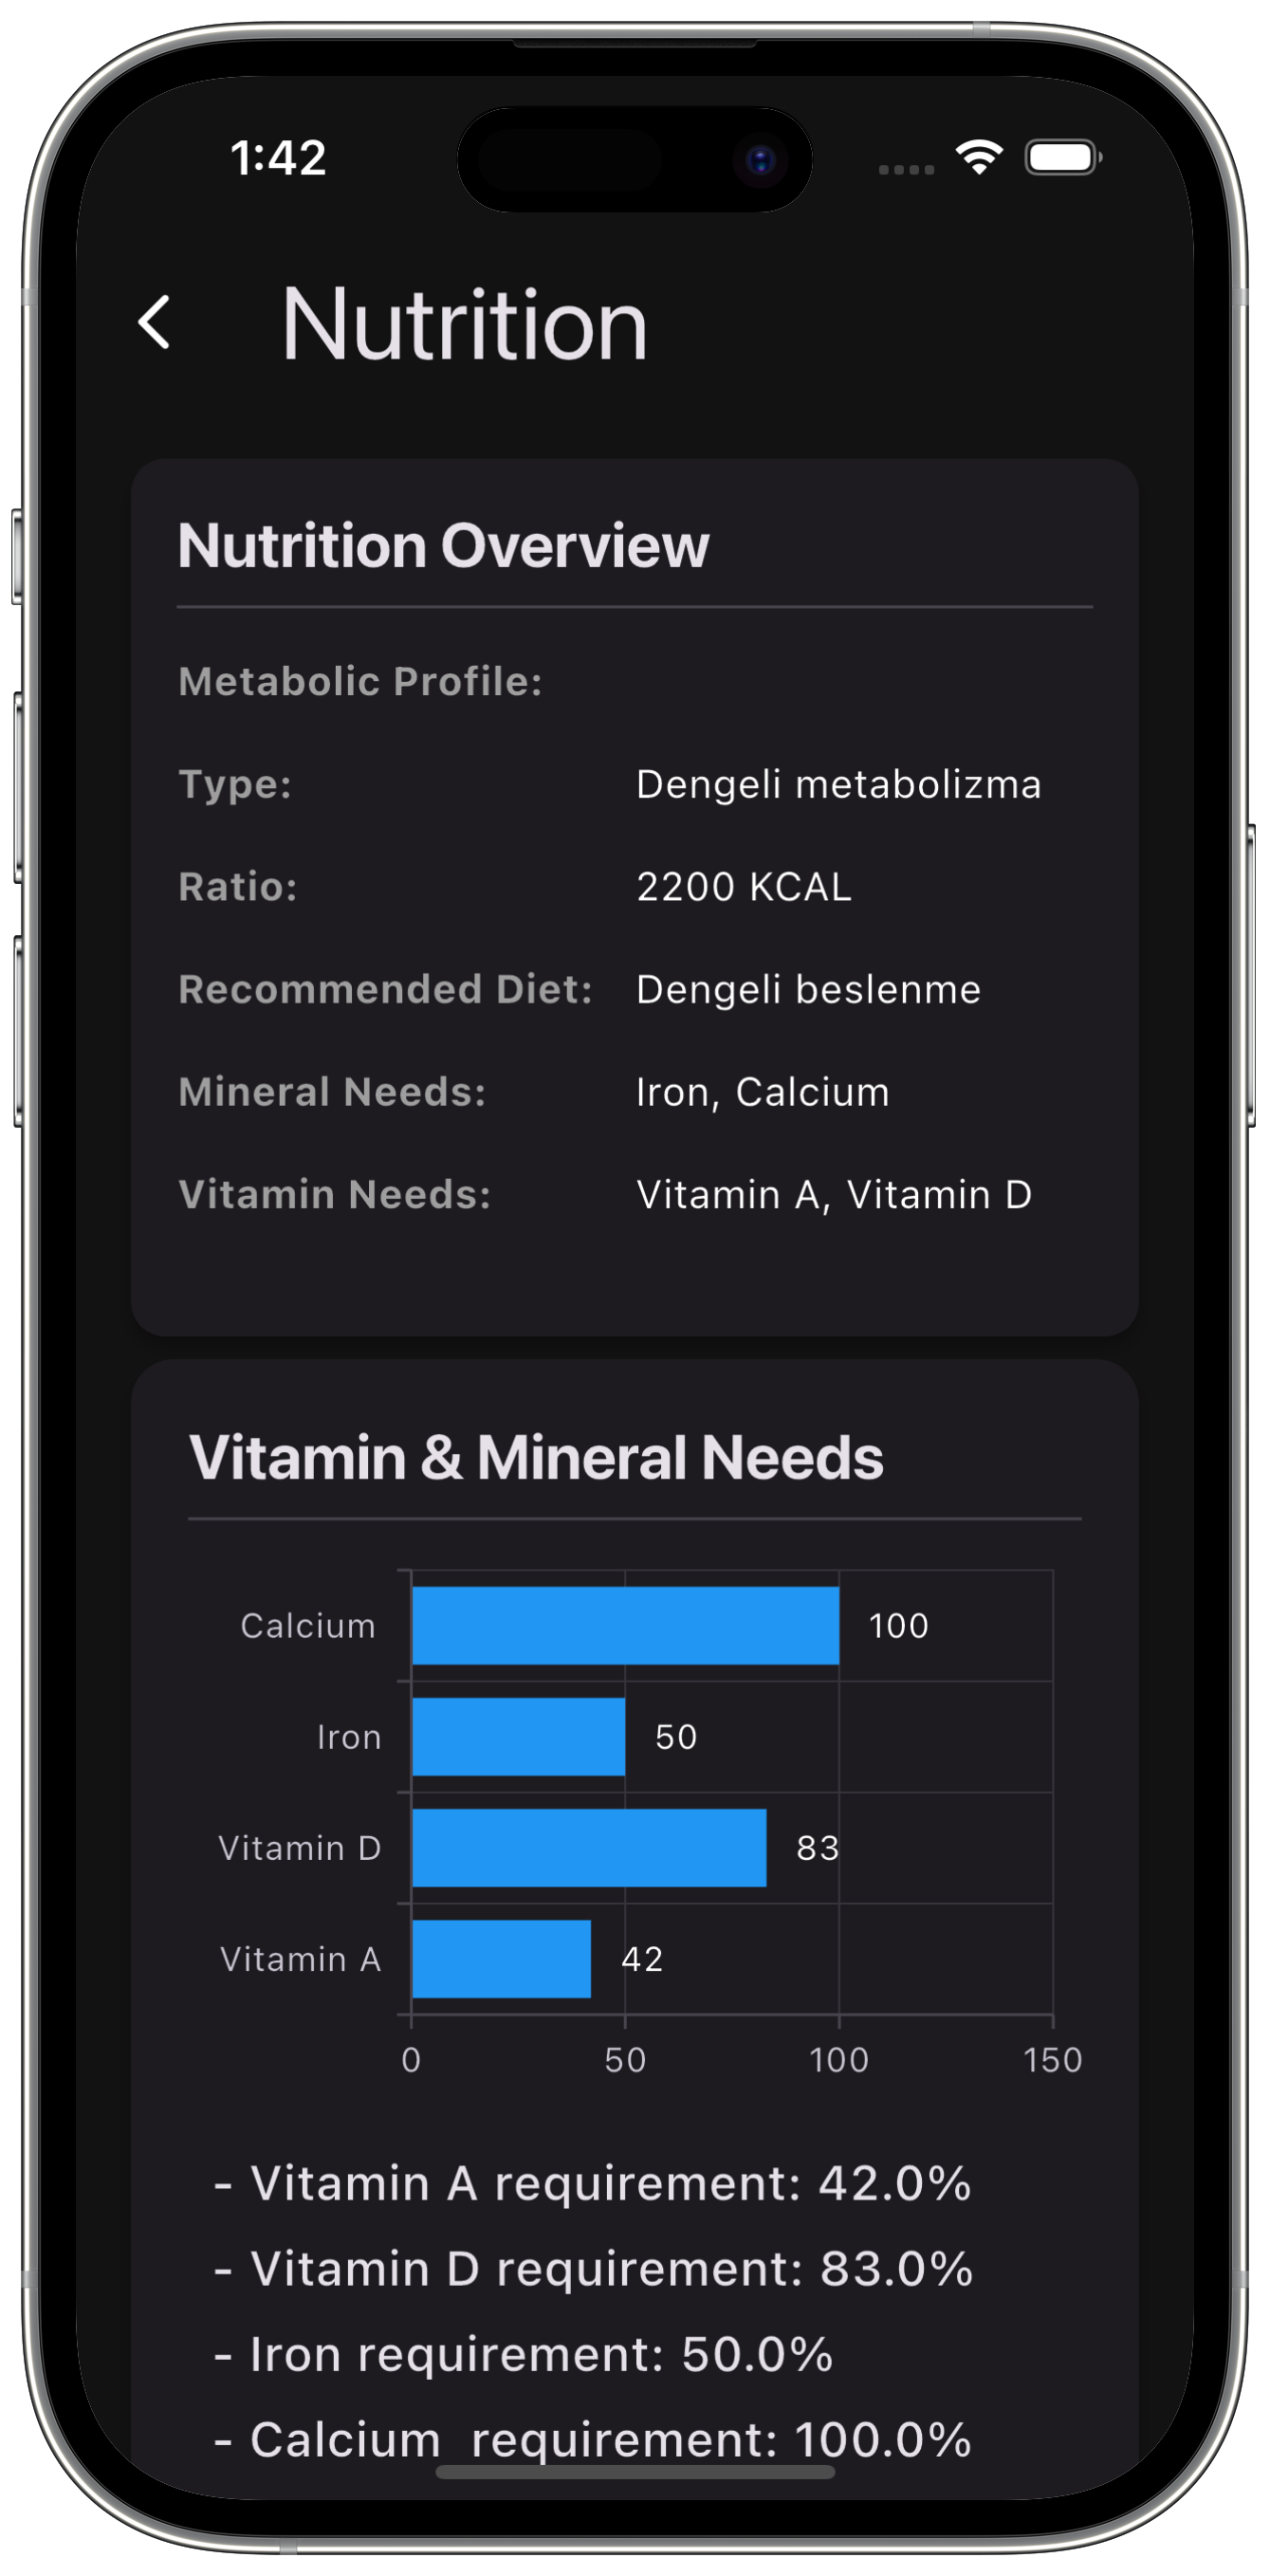 1:42
Nutrition
Nutrition Overview
Metabolic Profile:
Type: Dengeli metabolizma
Ratio: 2200 KCAL
Recommended Diet: Dengeli beslenme
Mineral Needs: Iron, Calcium
Vitamin Needs: Vitamin A, Vitamin D
Vitamin & Mineral Needs
Calcium 100
Iron 50
Vitamin D 83
Vitamin A 42
0 50 100 150
- Vitamin A requirement: 42.0%
- Vitamin D requirement: 83.0%
- Iron requirement: 50.0%
- Calcium  requirement: 100.0%